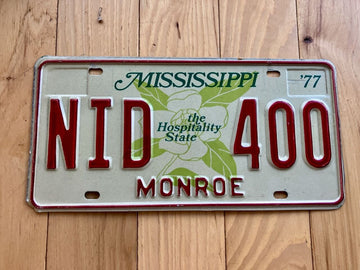 MISSISSIPPI '77
the
Hospitality
State
NID 400
MONROE